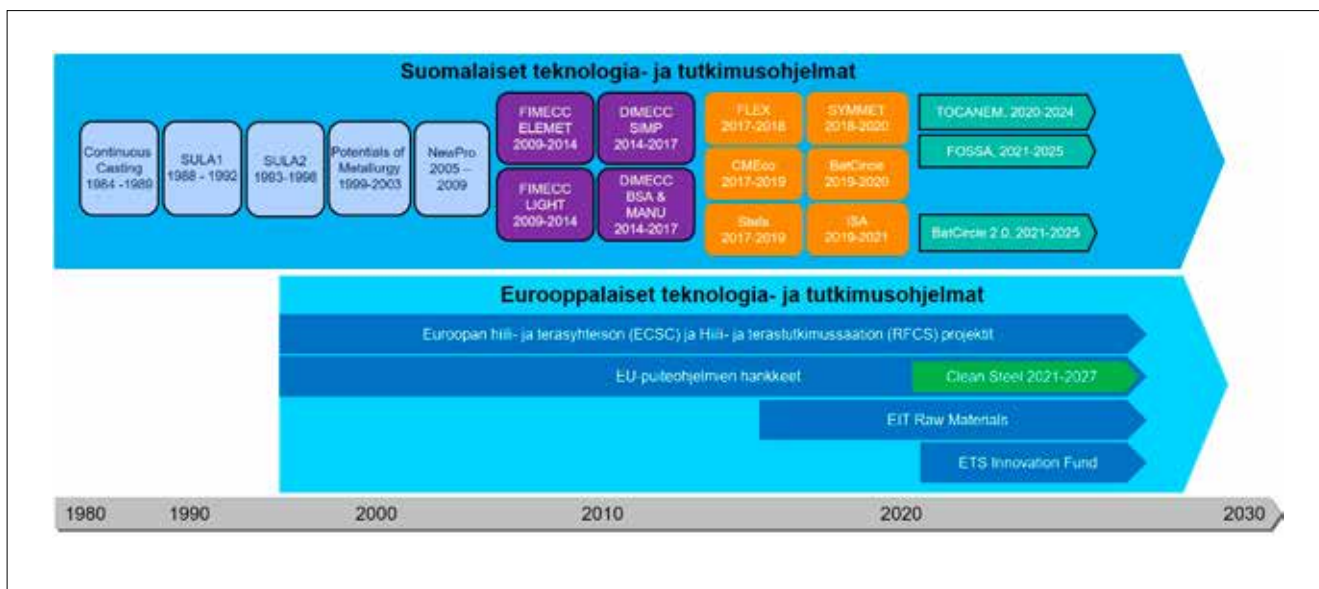 Suomalaiset teknologia- ja tutkimusohjelmat
Continuous
Casting
1984 -1989
SULA1
1988 - 1992
SULA2
1993-1998
Potentials of
Metallurgy
1999-2003
NewPro
2005 –
2009
FIMECC
ELEMET
2009-2014
FIMECC
LIGHT
2009-2014
DIMECC
SIMP
2014-2017
DIMECC
BSA &
MANU
2014-2017
FLEX
2017-2018
CMEco
2017-2019
2017-2019
SYMMET
2018-2020
BatCircle
2019-2020
ISA
2019-2021
TOCANEM, 2020-2024
FOSSA, 2021-2025
BatCircle 2.0, 2021-2025
Eurooppalaiset teknologia- ja tutkimusohjelmat
Euroopan hiili- ja teräsyhteisön (ECSC) ja Hiili- ja terästutkimussäätiön (RFCS) projektit
EU-puiteohjelmien hankkeet
Clean Steel 2021-2027
EIT Raw Materials
ETS Innovation Fund
1980 1990 2000 2010 2020 2030